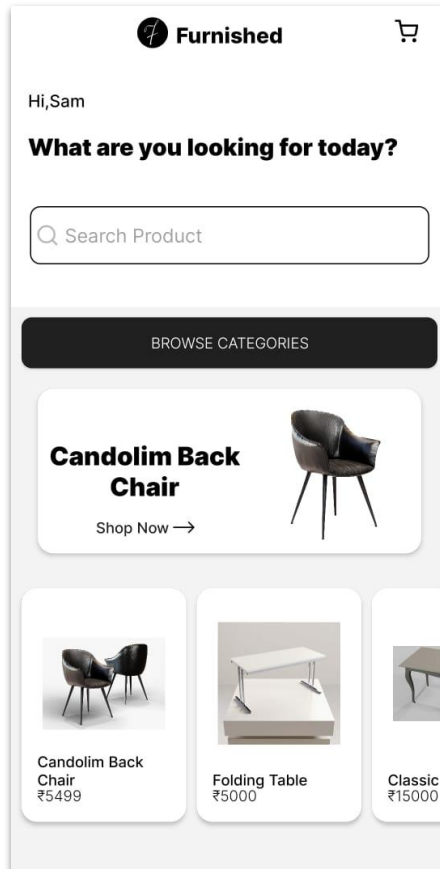 Furnished
Hi,Sam
What are you looking for today?
Search Product
BROWSE CATEGORIES
Candolim Back
Chair
Shop Now
Candolim Back
Chair
₹5499
Folding Table
₹5000
Classic
₹15000